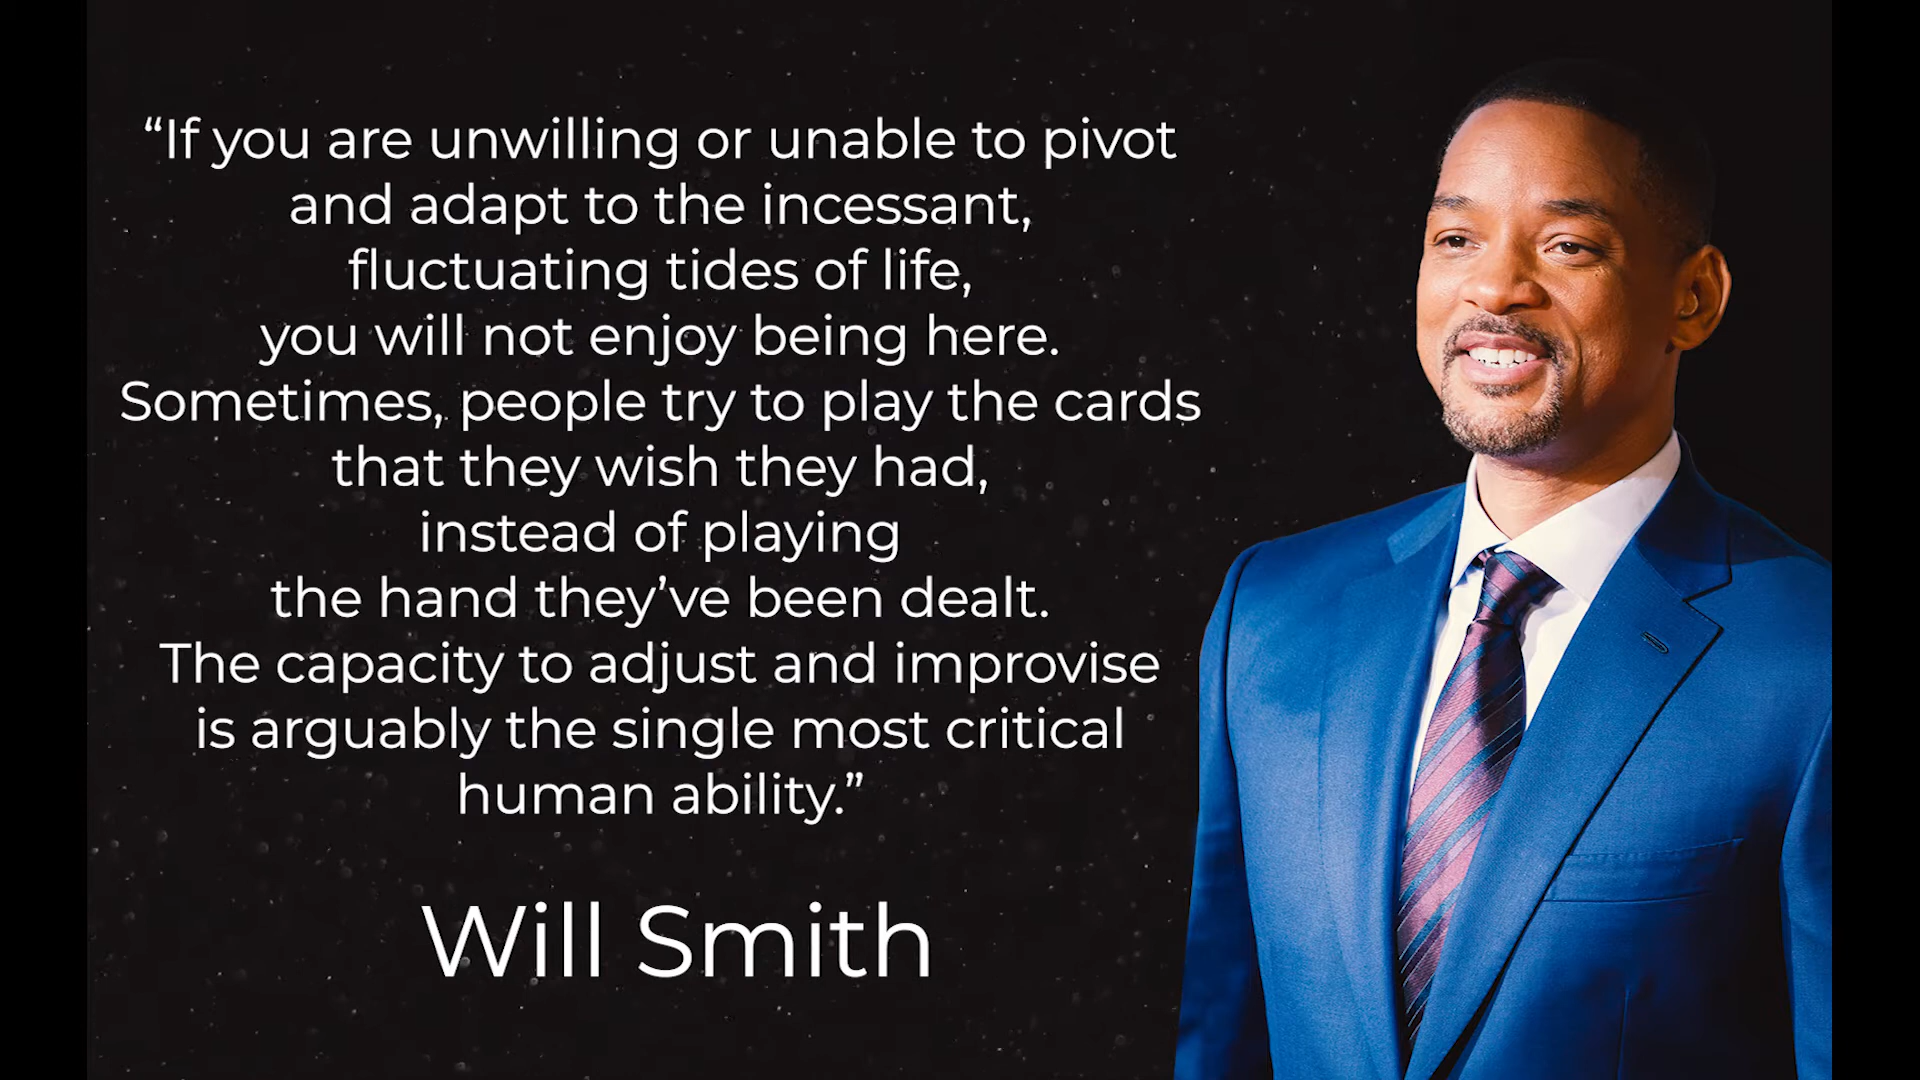 “If you are unwilling or unable to pivot
and adapt to the incessant,
fluctuating tides of life,
you will not enjoy being here.
Sometimes, people try to play the cards
that they wish they had,
instead of playing
the hand they’ve been dealt.
The capacity to adjust and improvise
is arguably the single most critical
human ability.”
Will Smith